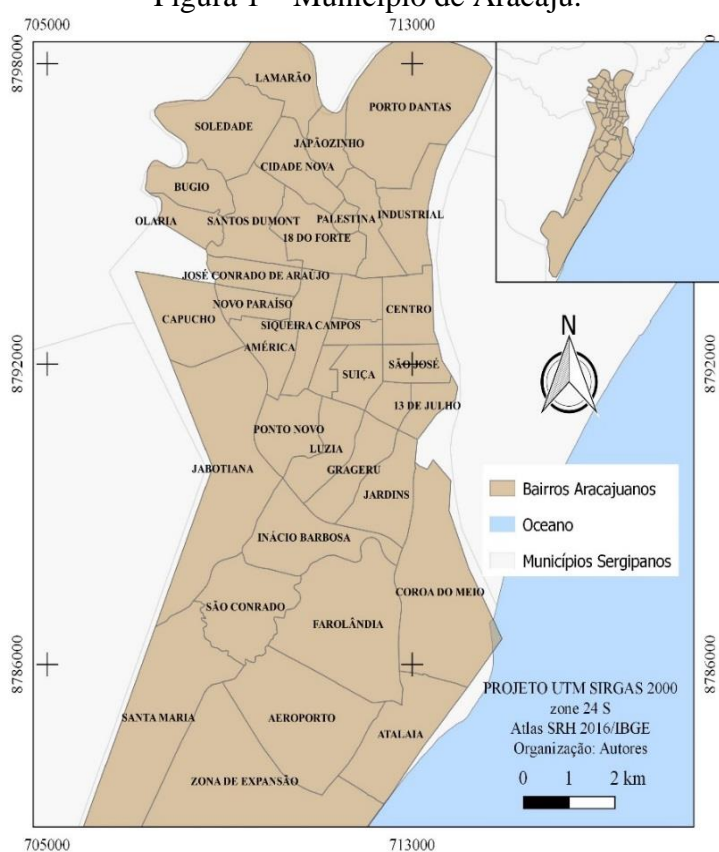 Figura 1 – Município de Aracaju.
705000 713000
8798000
LAMARÃO
PORTO DANTAS
SOLEDADE
JAPÃOZINHO
CIDADE NOVA
BUGIO
OLARIA
SANTOS DUMONT
PALESTINA
INDUSTRIAL
18 DO FORTE
JOSÉ CONRADO DE ARAÚJO
NOVO PARAÍSO
CENTRO
CAPUCHO
SIQUEIRA CAMPOS
AMÉRICA
8792000
8792000
SUIÇA
SÃO JOSÉ
13 DE JULHO
PONTO NOVO
LUZIA
JABOTIANA
GRAGERU
JARDINS
INÁCIO BARBOSA
COROA DO MEIO
SÃO CONRADO
FAROLÂNDIA
8786000
8786000
SANTA MARIA
AEROPORTO
ATALAIA
ZONA DE EXPANSÃO
N
Bairros Aracajuanos
Oceano
Municípios Sergipanos
PROJETO UTM SIRGAS 2000
zone 24 S
Atlas SRH 2016/IBGE
Organização: Autores
0 1 2 km
705000 713000